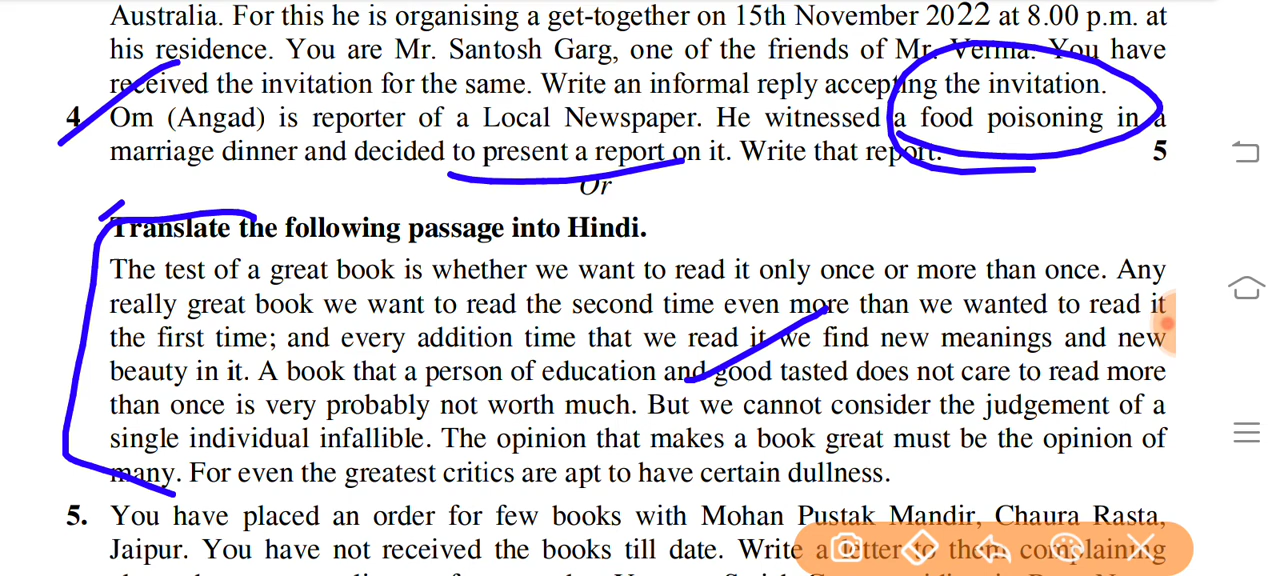 Australia. For this he is organising a get-together on 15th November 2022 at 8.00 p.m. at
his residence. You are Mr. Santosh Garg, one of the friends of Mr. Verma. You have
received the invitation for the same. Write an informal reply accepting the invitation.
4 Om (Angad) is reporter of a Local Newspaper. He witnessed a food poisoning in a
marriage dinner and decided to present a report on it. Write that report. 5
Or
Translate the following passage into Hindi.
The test of a great book is whether we want to read it only once or more than once. Any
really great book we want to read the second time even more than we wanted to read it
the first time; and every addition time that we read it we find new meanings and new
beauty in it. A book that a person of education and good tasted does not care to read more
than once is very probably not worth much. But we cannot consider the judgement of a
single individual infallible. The opinion that makes a book great must be the opinion of
many. For even the greatest critics are apt to have certain dullness.
5. You have placed an order for few books with Mohan Pustak Mandir, Chaura Rasta,
Jaipur. You have not received the books till date. Write a letter to them complaining